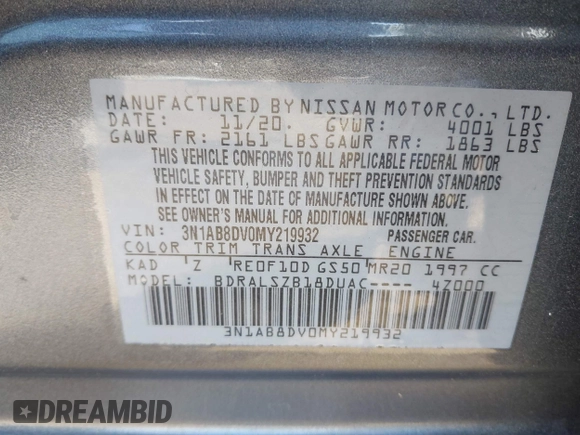 MANUFACTURED BY NISSAN MOTOR CO., LTD.
DATE: 11/20. GVWR: 4001 LBS
GAWR FR: 2161 LBS GAWR RR: 1863 LBS
THIS VEHICLE CONFORMS TO ALL APPLICABLE FEDERAL MOTOR
VEHICLE SAFETY, BUMPER AND THEFT PREVENTION STANDARDS
IN EFFECT ON THE DATE OF MANUFACTURE SHOWN ABOVE.
SEE OWNER'S MANUAL FOR ADDITIONAL INFORMATION
VIN: 3N1AB8DV0MY219932 PASSENGER CAR.
COLOR TRIM TRANS AXLE ENGINE
KAD Z RE0F10D GS50 MR20 1997 CC
MODEL: BDRALSZB18DUAC---- 4Z000
3N1AB8DV0MY219932
DREAMBID